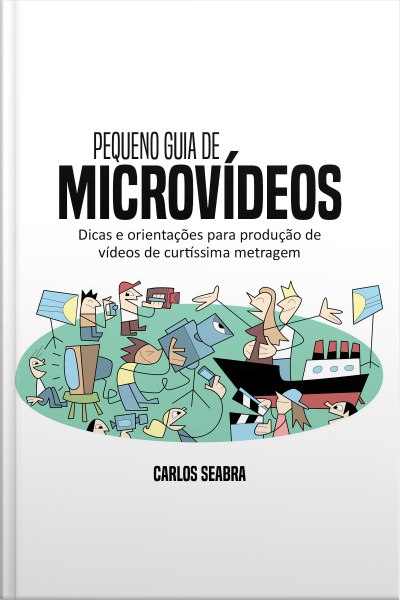 PEQUENO GUIA DE
MICROVÍDEOS
Dicas e orientações para produção de
vídeos de curtíssima metragem
CARLOS SEABRA